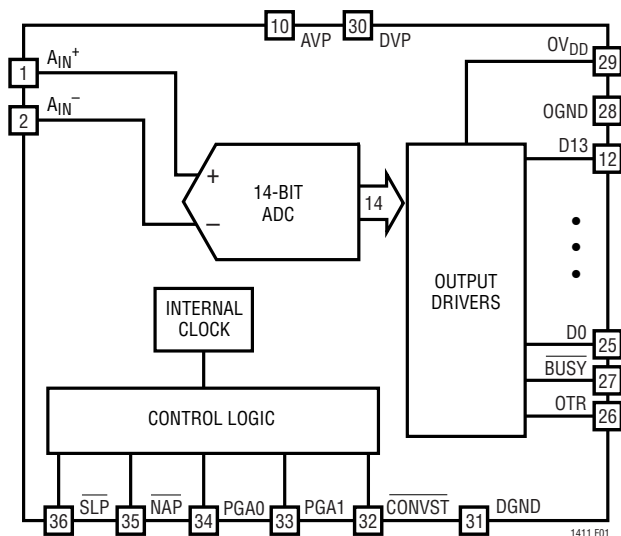 10 AVP 30 DVP
1 AIN+
OVDD 29
2 AIN−
OGND 28
D13 12
+
−
14-BIT
ADC
14
OUTPUT
DRIVERS
INTERNAL
CLOCK
CONTROL LOGIC
D0 25
BUSY 27
OTR 26
36 SLP 35 NAP 34 PGA0 33 PGA1 32 CONVST 31 DGND
1411 F01